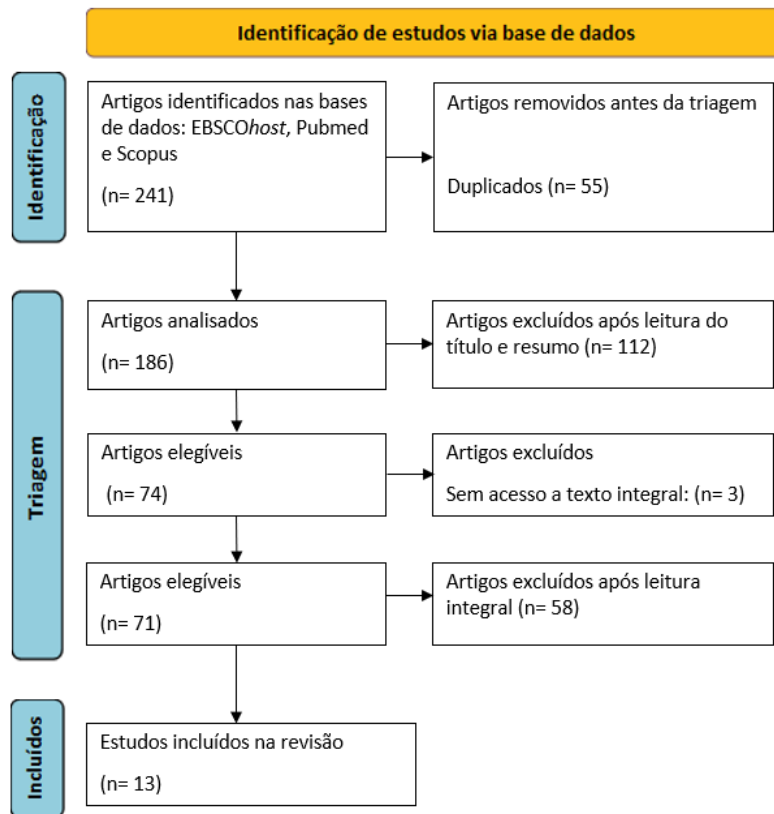 Identificação de estudos via base de dados
Identificação
Artigos identificados nas bases
de dados: EBSCOhost, Pubmed
e Scopus
(n= 241)
Artigos removidos antes da triagem
Duplicados (n= 55)
Triagem
Artigos analisados
(n= 186)
Artigos excluídos após leitura do
título e resumo (n= 112)
Artigos elegíveis
(n= 74)
Artigos excluídos
Sem acesso a texto integral: (n= 3)
Artigos elegíveis
(n= 71)
Artigos excluídos após leitura
integral (n= 58)
Incluídos
Estudos incluídos na revisão
(n= 13)